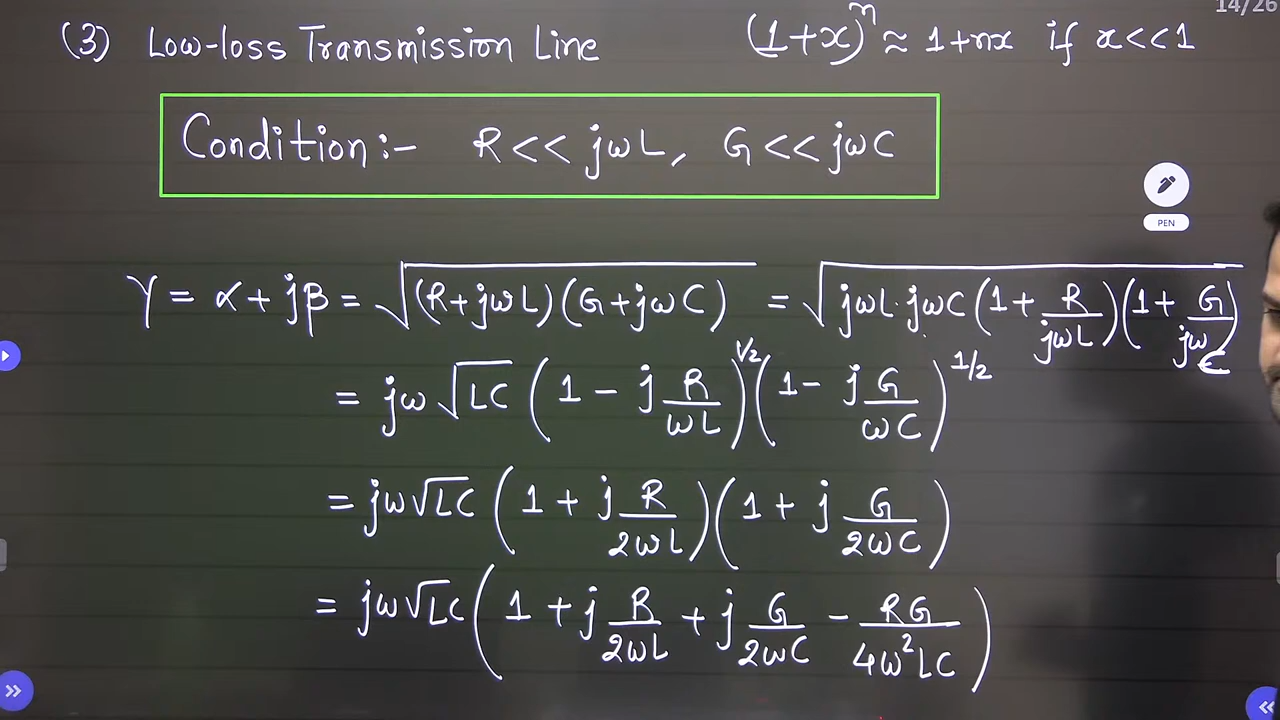 14/26
(3) Low-loss Transmission Line (1+x)^n ≈ 1+nx if x<<1
Condition:- R << jωL, G << jωC
PEN
γ = α + jβ = √((R+jωL)(G+jωC)) = √(jωL·jωC(1+R/jωL)(1+G/jωC))
= jω√LC (1 - j R/ωL)^1/2 (1- j G/ωC)^1/2
= jω√LC (1 + j R/2ωL)(1 + j G/2ωC)
= jω√LC (1 + j R/2ωL + j G/2ωC - RG/4ω²LC)